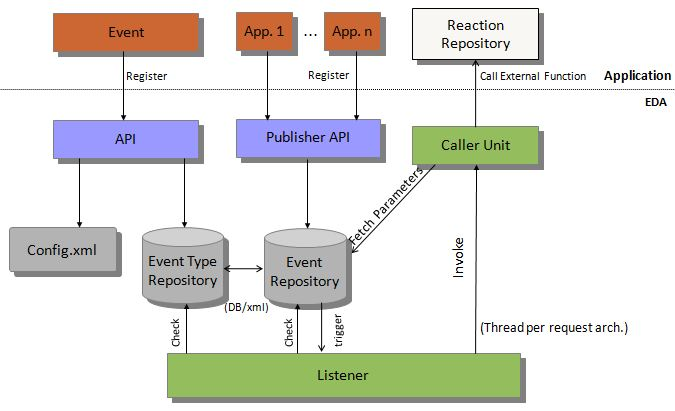 Event
App. 1
...
App. n
Reaction
Repository
Register
Register
Call External Function
Application
EDA
API
Publisher API
Caller Unit
Fetch Parameters
Config.xml
Event Type
Repository
Event
Repository
(DB/xml)
Invoke
Check
Check
trigger
(Thread per request arch.)
Listener